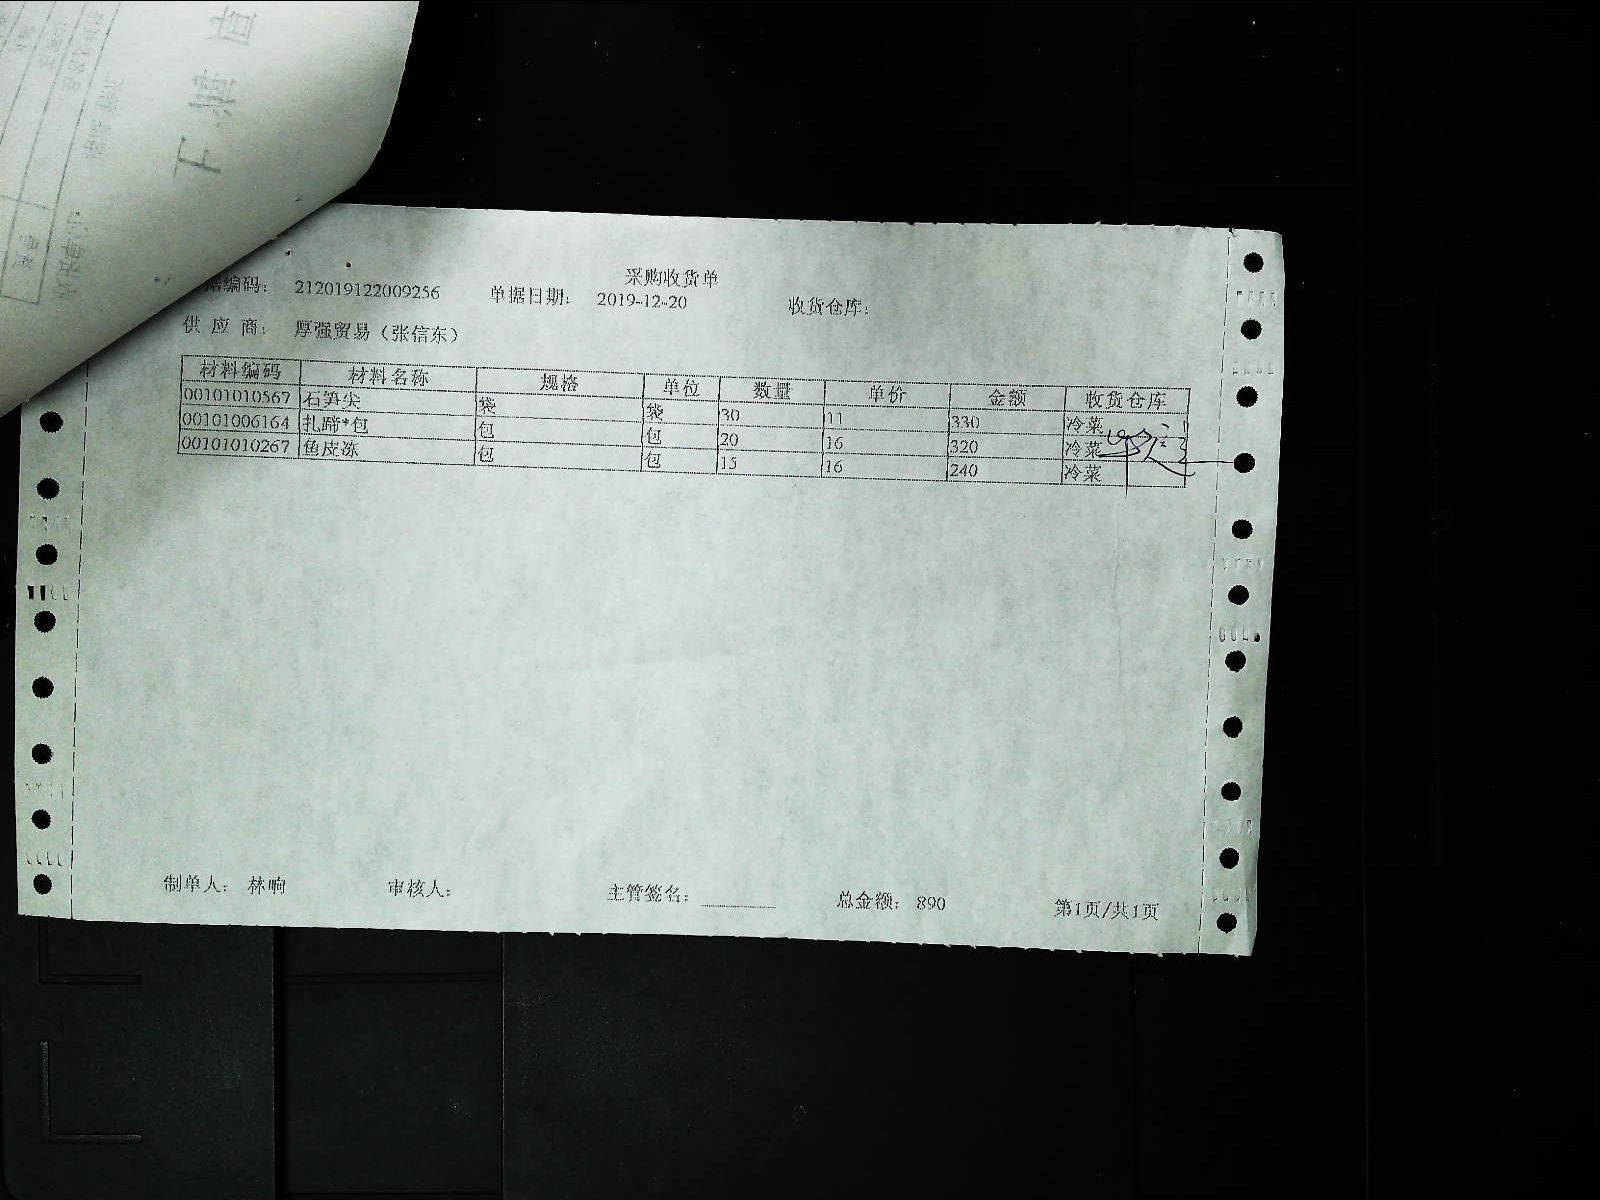 采购收货单
据编码: 212019122009256 单据日期: 2019-12-20 收货仓库:
供 应 商: 厚强贸易（张信东）
材料编码 材料名称 规格 单位 数量 单价 金额 收货仓库
00101010567 石笋尖 袋 袋 30 11 330 冷菜
00101006164 扎蹄*包 包 包 20 16 320 冷菜
00101010267 鱼皮冻 包 包 15 16 240 冷菜
制单人: 林响 审核人: 主管签名: 总金额: 890 第1页/共1页